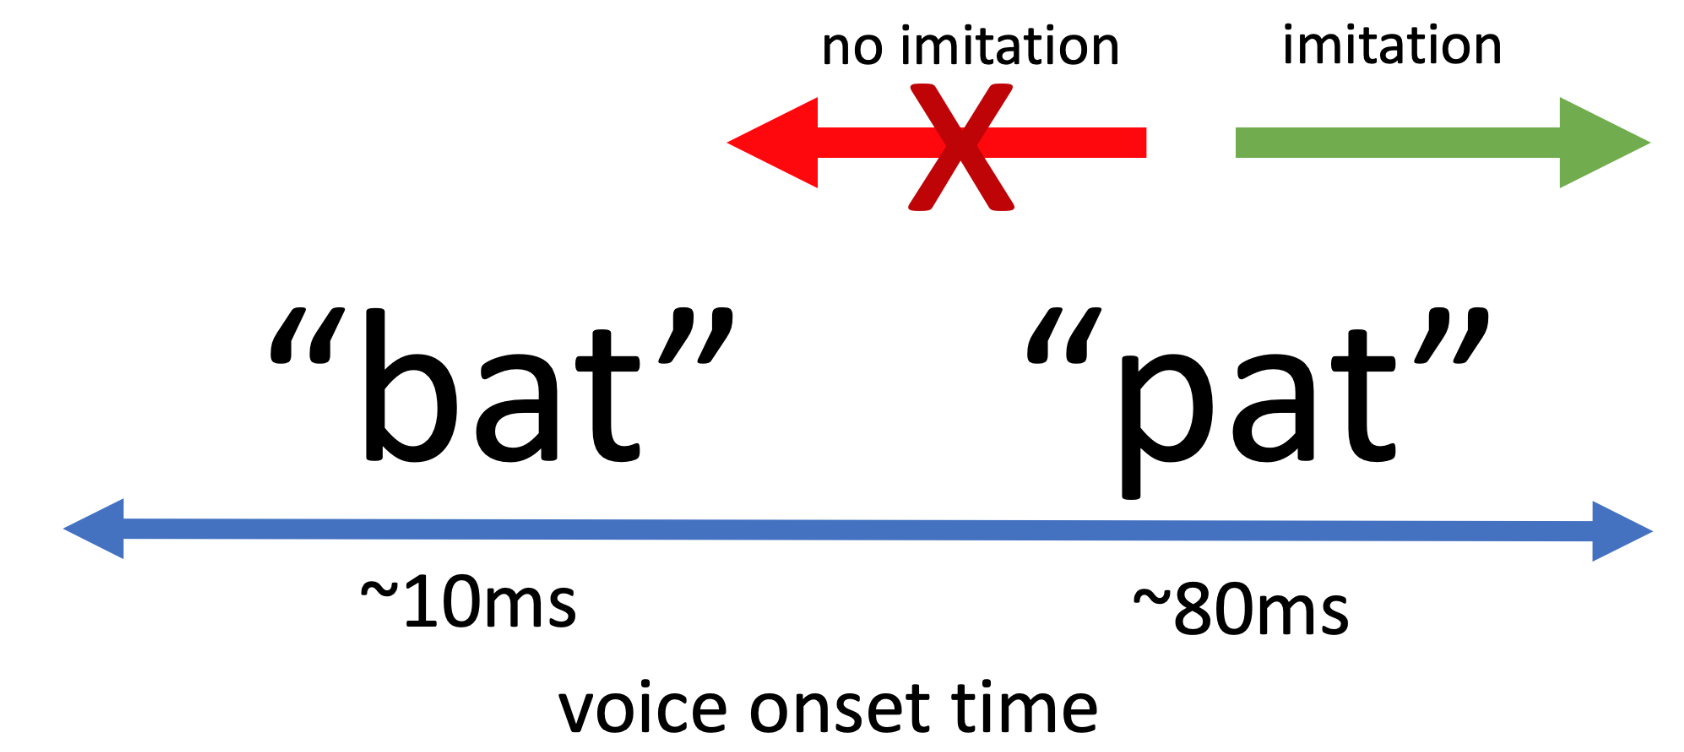 no imitation imitation
X
“bat” “pat”
~10ms ~80ms
voice onset time